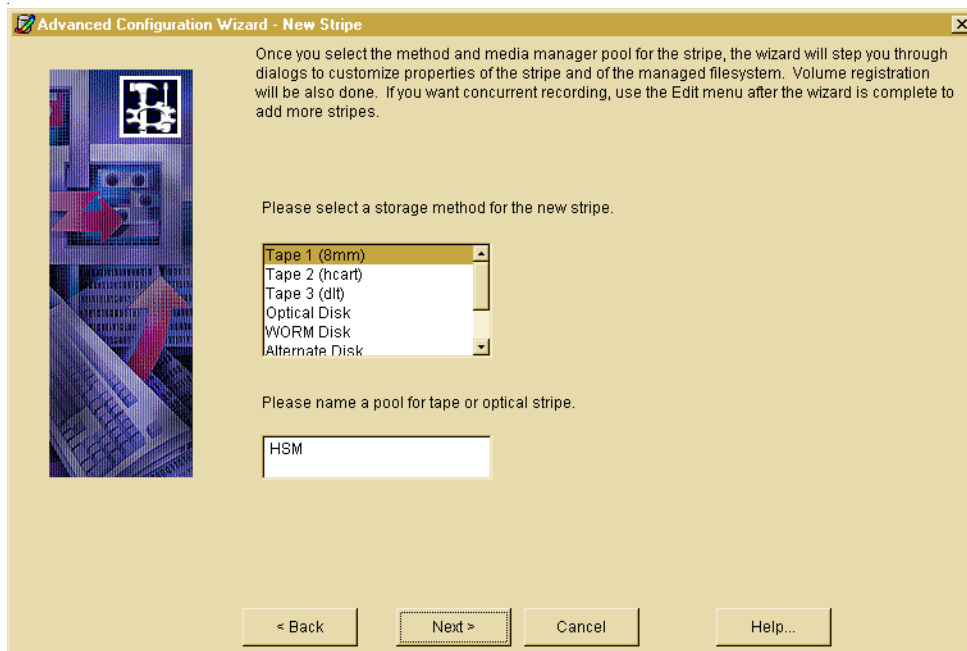 Advanced Configuration Wizard - New Stripe
Once you select the method and media manager pool for the stripe, the wizard will step you through
dialogs to customize properties of the stripe and of the managed filesystem. Volume registration
will be also done. If you want concurrent recording, use the Edit menu after the wizard is complete to
add more stripes.
Please select a storage method for the new stripe.
Tape 1 (8mm)
Tape 2 (hcart)
Tape 3 (dlt)
Optical Disk
WORM Disk
Alternate Disk
Please name a pool for tape or optical stripe.
HSM
< Back
Next >
Cancel
Help...